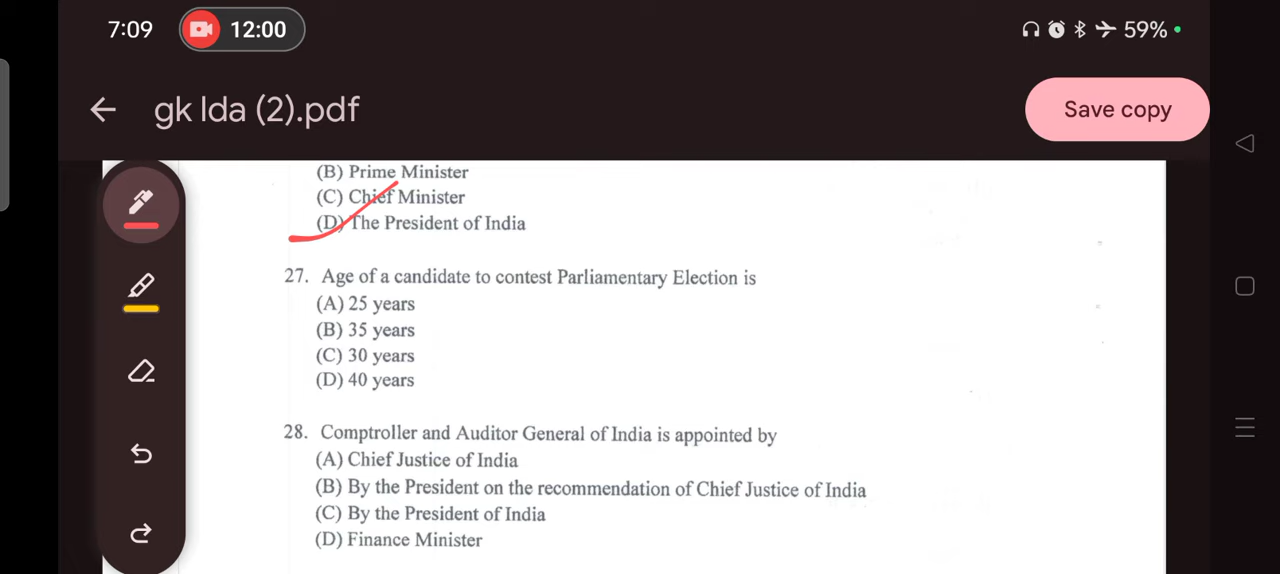 7:09 12:00 59%
gk lda (2).pdf Save copy
(B) Prime Minister
(C) Chief Minister
(D) The President of India
27. Age of a candidate to contest Parliamentary Election is
(A) 25 years
(B) 35 years
(C) 30 years
(D) 40 years
28. Comptroller and Auditor General of India is appointed by
(A) Chief Justice of India
(B) By the President on the recommendation of Chief Justice of India
(C) By the President of India
(D) Finance Minister